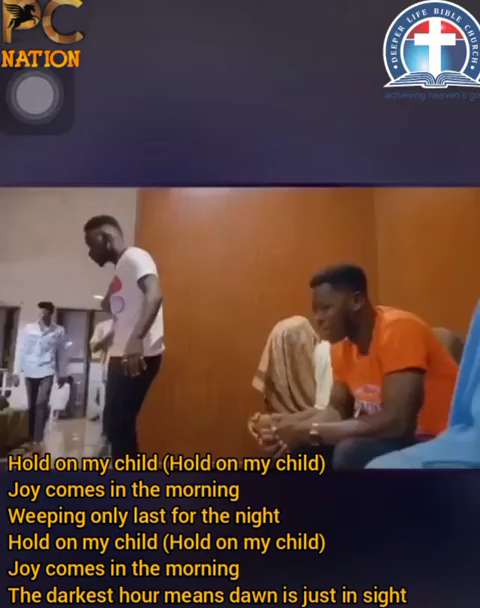 PC
NATION
DEEPER LIFE BIBLE CHURCH
achieving heaven's
Hold on my child (Hold on my child)
Joy comes in the morning
Weeping only last for the night
Hold on my child (Hold on my child)
Joy comes in the morning
The darkest hour means dawn is just in sight